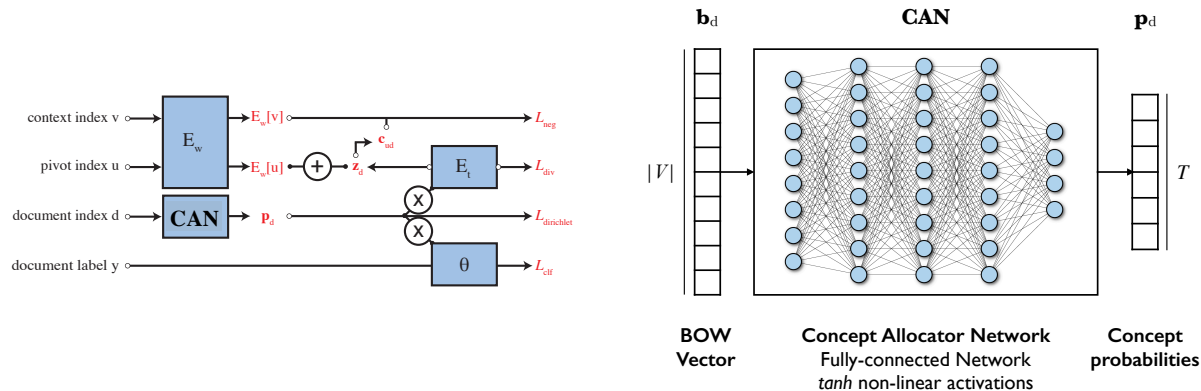 context index v
pivot index u
document index d
document label y
E_w
CAN
E_w[v]
E_w[u]
p_d
+
z_d
c_ud
E_t
X
X
θ
L_neg
L_div
L_dirichlet
L_clf
b_d
CAN
p_d
|V|
T
BOW
Vector
Concept Allocator Network
Fully-connected Network
tanh non-linear activations
Concept
probabilities